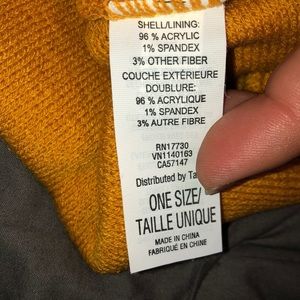 SHELL/LINING:
96 % ACRYLIC
1% SPANDEX
3% OTHER FIBER
COUCHE EXTÉRIEURE
DOUBLURE:
96 % ACRYLIQUE
1% SPANDEX
3% AUTRE FIBRE
RN17730
VN1140163
CA57147
Distributed by
ONE SIZE/
TAILLE UNIQUE
MADE IN CHINA
FABRIQUÉ EN CHINE